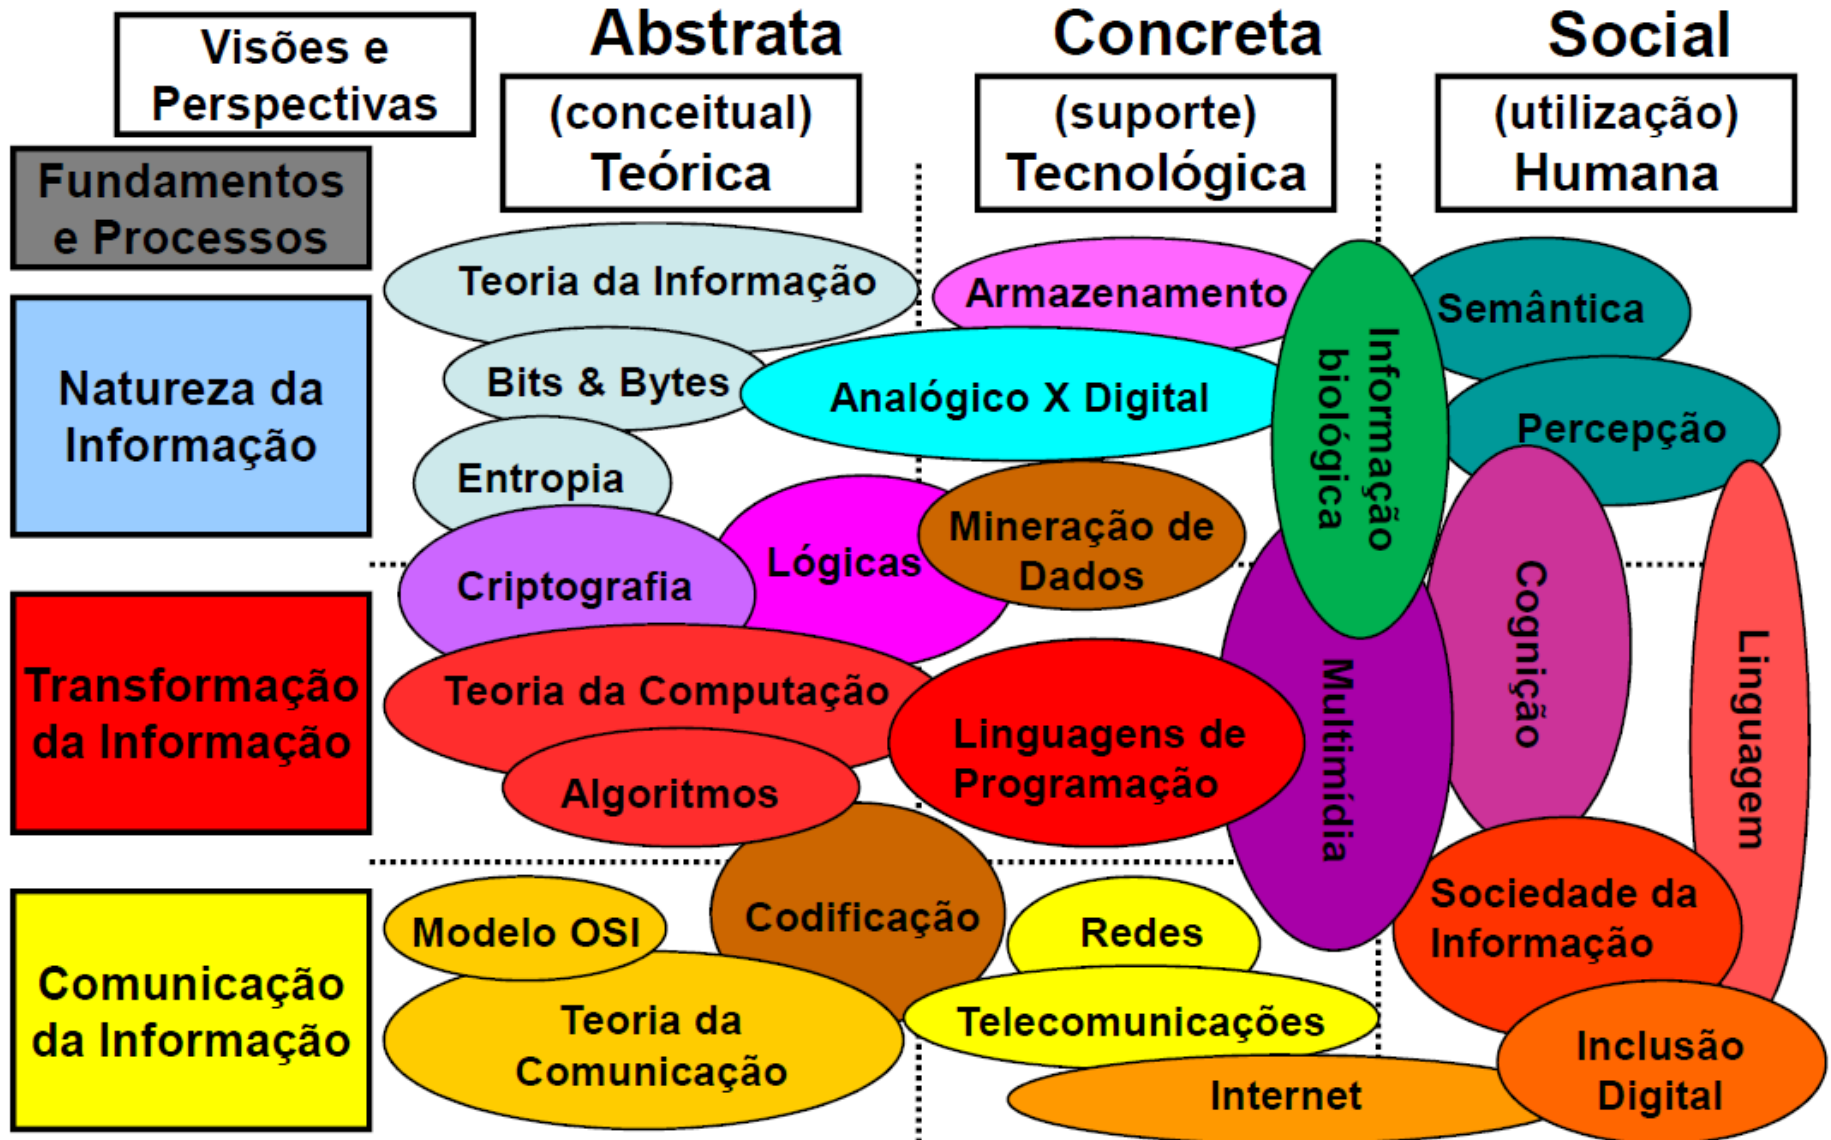 Visões e
Perspectivas
Abstrata
(conceitual)
Teórica
Concreta
(suporte)
Tecnológica
Social
(utilização)
Humana
Fundamentos
e Processos
Natureza da
Informação
Teoria da Informação
Bits & Bytes
Entropia
Armazenamento
Analógico X Digital
Informação
biológica
Semântica
Percepção
Criptografia
Lógicas
Mineração de
Dados
Transformação
da Informação
Teoria da Computação
Algoritmos
Linguagens de
Programação
Multimídia
Cognição
Linguagem
Comunicação
da Informação
Modelo OSI
Codificação
Teoria da
Comunicação
Redes
Telecomunicações
Internet
Sociedade da
Informação
Inclusão
Digital